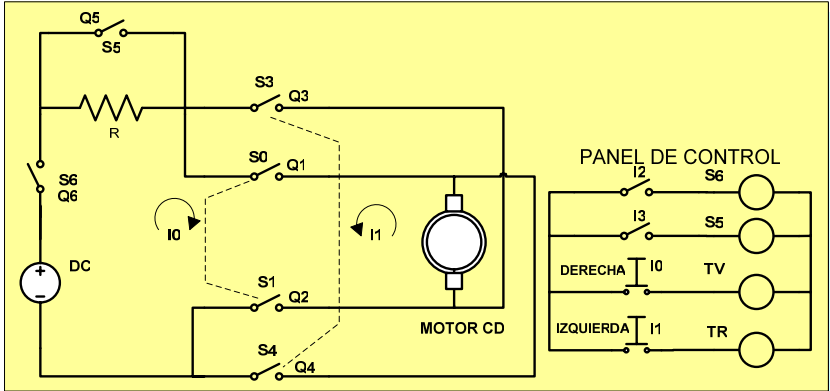 Q5
S5
R
S3
Q3
S0
Q1
S6
Q6
I0
I1
+
DC
−
S1
Q2
S4
Q4
MOTOR CD
PANEL DE CONTROL
I2
S6
I3
S5
DERECHA
I0
TV
IZQUIERDA
I1
TR